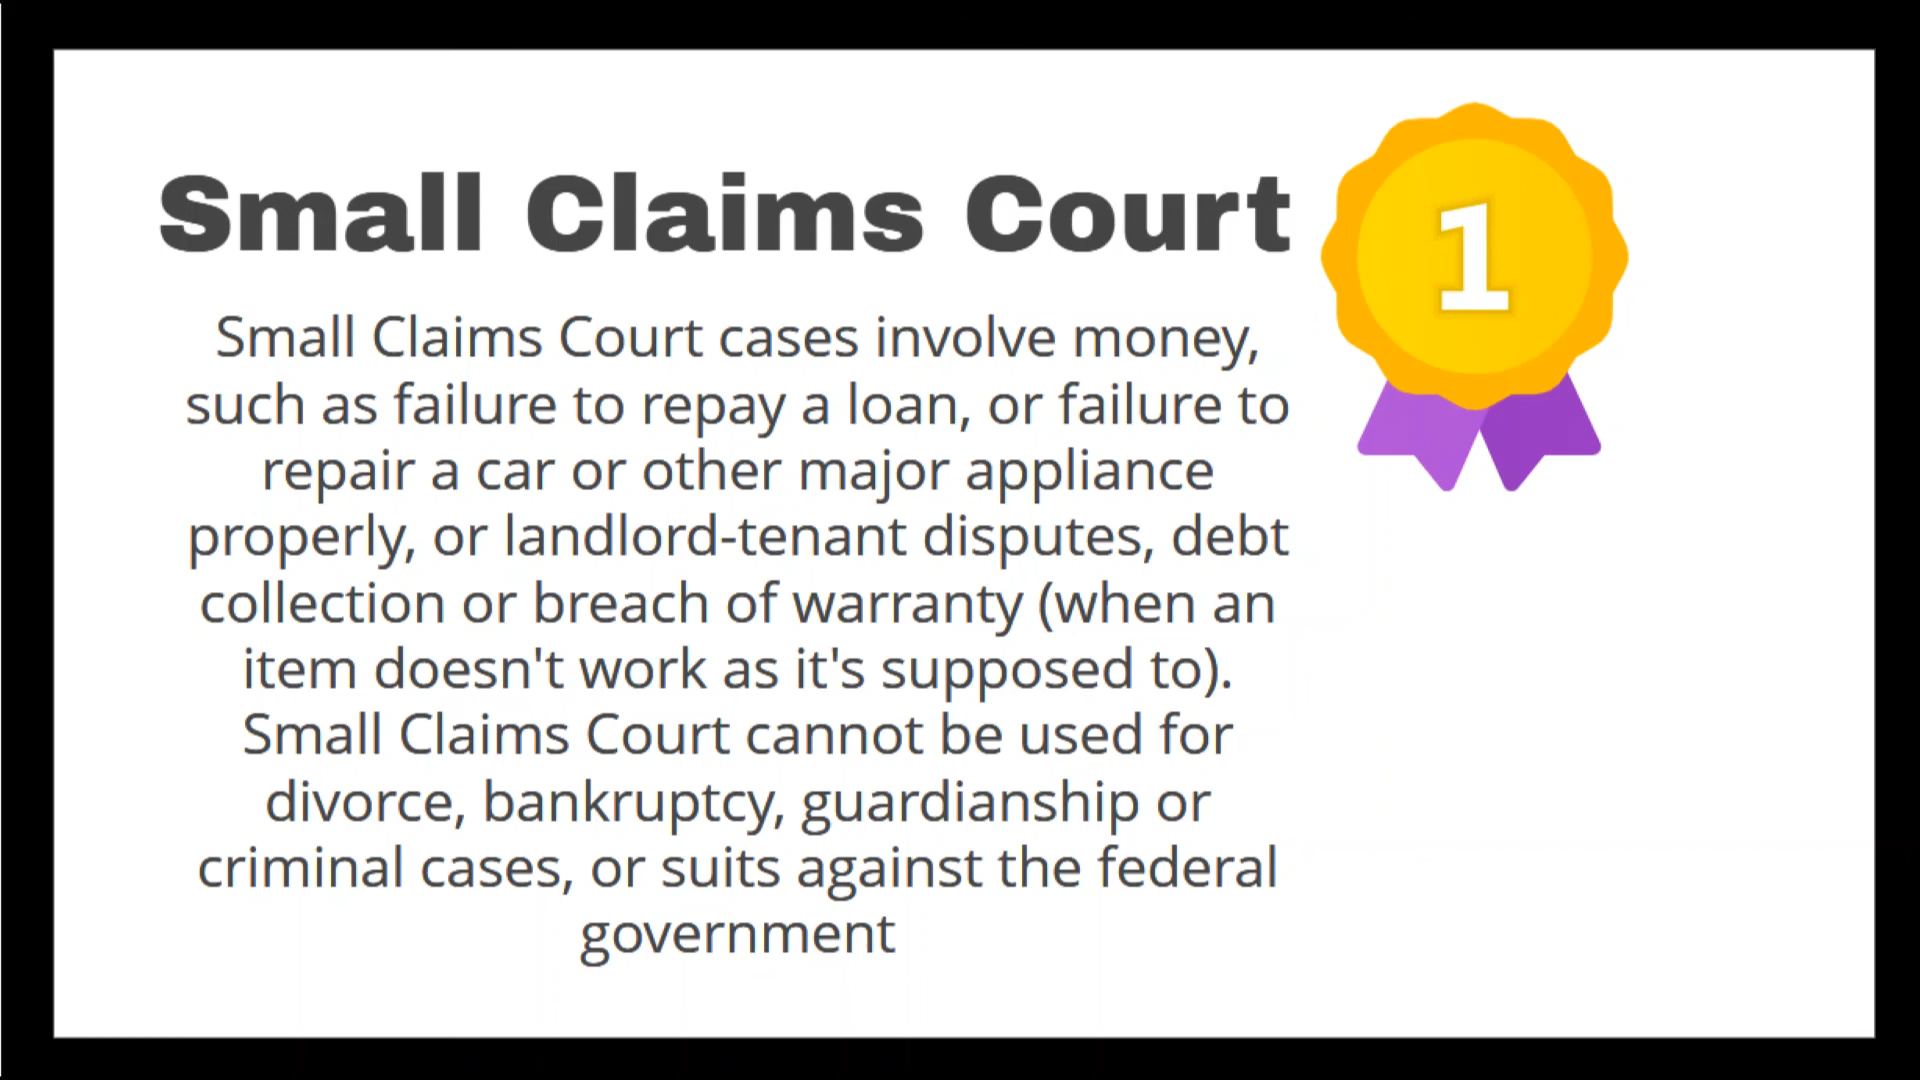 Small Claims Court
1
Small Claims Court cases involve money,
such as failure to repay a loan, or failure to
repair a car or other major appliance
properly, or landlord-tenant disputes, debt
collection or breach of warranty (when an
item doesn't work as it's supposed to).
Small Claims Court cannot be used for
divorce, bankruptcy, guardianship or
criminal cases, or suits against the federal
government